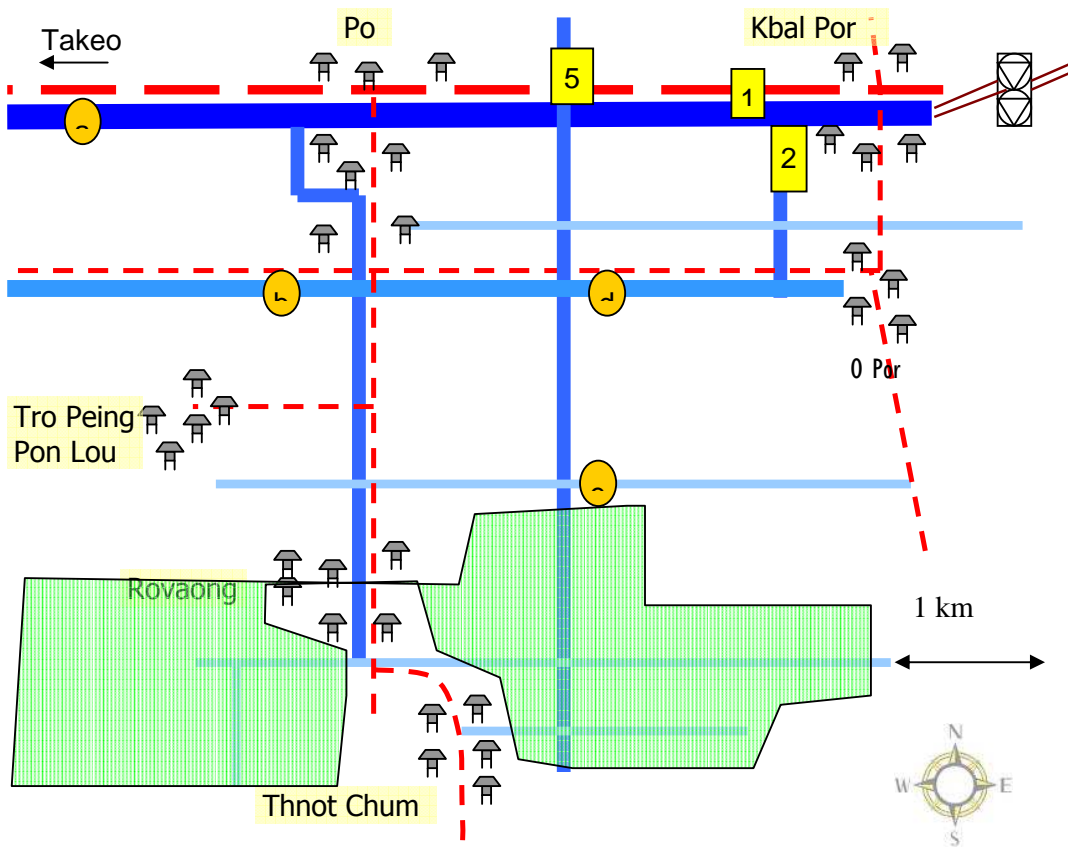 Po
Kbal Por
Takeo
5
1
2
0 Por
Tro Peing
Pon Lou
Rovaong
1 km
Thnot Chum
N
W
E
S